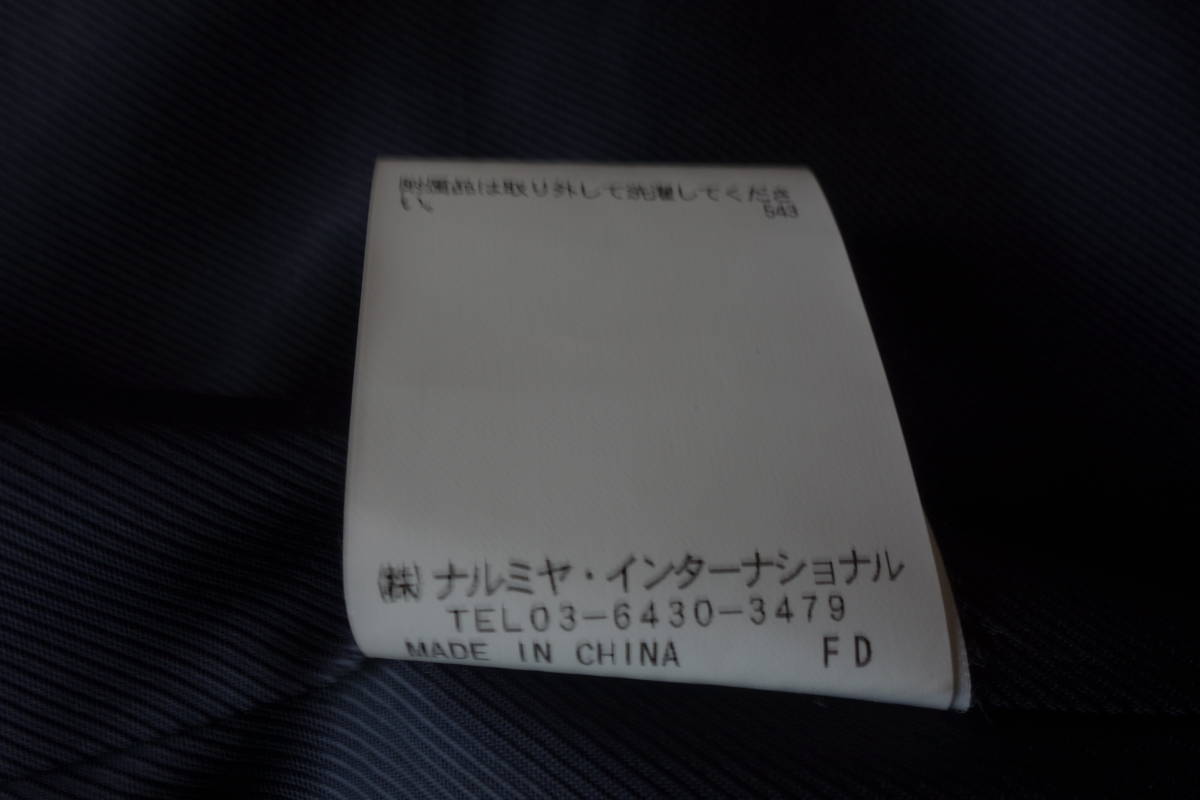 附属品は取り外して洗濯してくださ
い。
543
㈱ナルミヤ・インターナショナル
TEL03-6430-3479
MADE IN CHINA FD